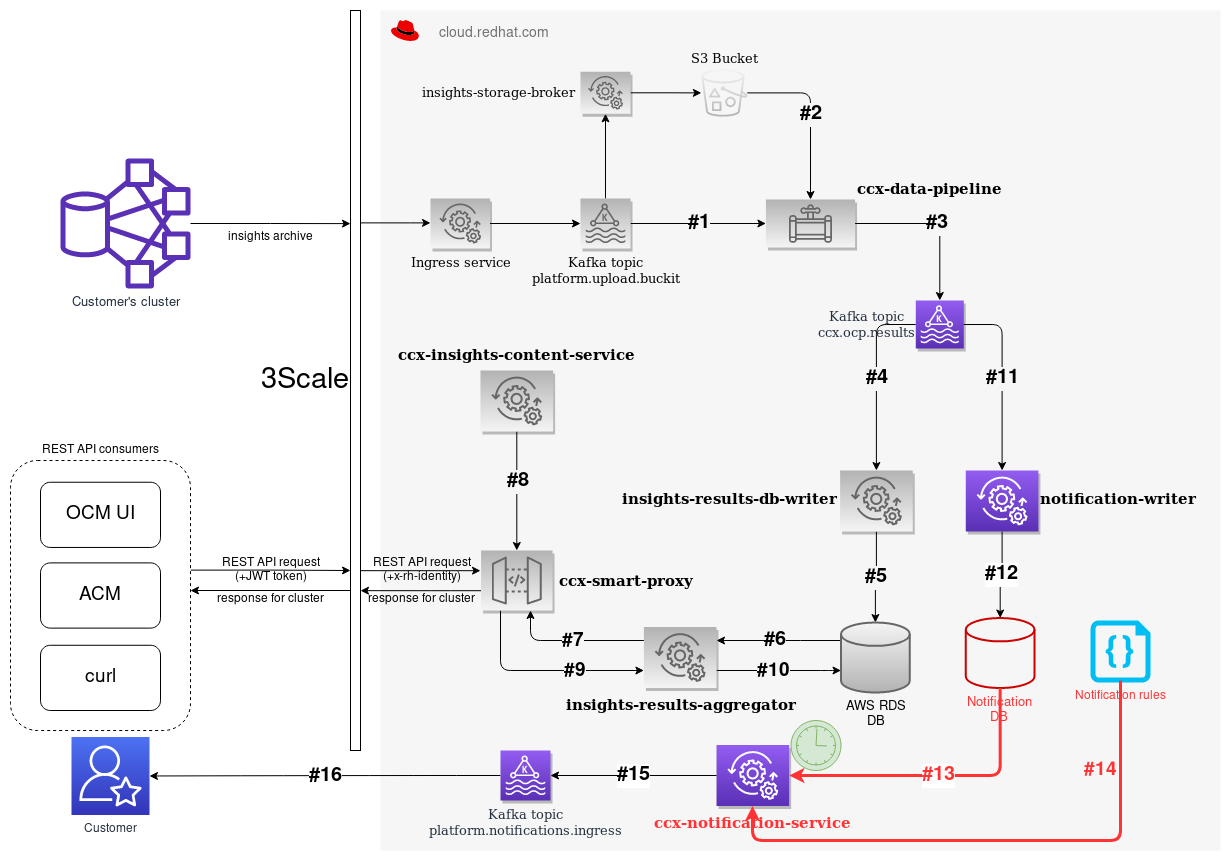 cloud.redhat.com
S3 Bucket
insights-storage-broker
#2
ccx-data-pipeline
#1
#3
insights archive
Ingress service
Kafka topic
platform.upload.buckit
Customer's cluster
Kafka topic
ccx.ocp.results
ccx-insights-content-service
3Scale
#4
#11
REST API consumers
#8
OCM UI
insights-results-db-writer
notification-writer
REST API request
(+JWT token)
response for cluster
REST API request
(+x-rh-identity)
response for cluster
ccx-smart-proxy
#5
#12
ACM
#7
#6
#9
#10
curl
insights-results-aggregator
AWS RDS
DB
Notification
DB
Notification rules
#16
#15
#13
#14
Customer
Kafka topic
platform.notifications.ingress
ccx-notification-service
K
K
K